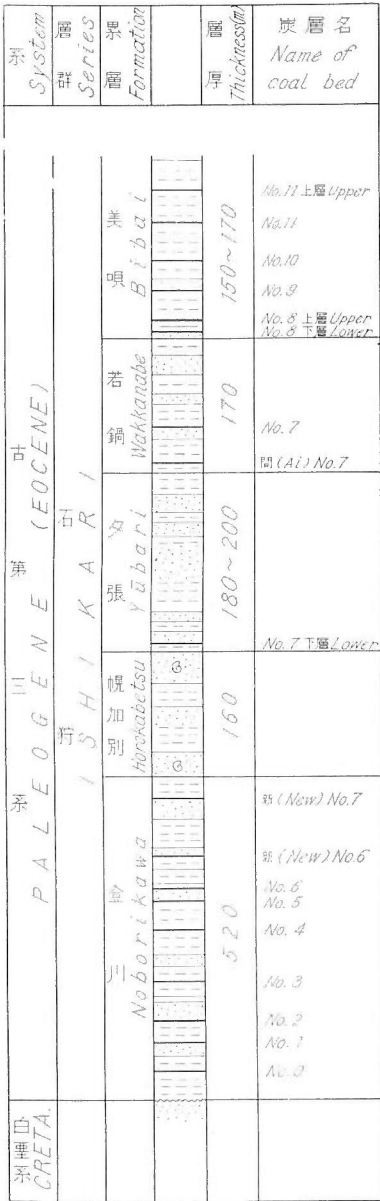 系 System
層群 Series
累層 Formation
層厚 Thickness(m)
炭層名
Name of
coal bed
古第三系 PALEOGENE (EOCENE)
石狩 ISHIKARI
美唄 Bibai
150~170
No.11 上層 Upper
No.11
No.10
No.9
No.8 上層 Upper
No.8 下層 Lower
若鍋 Wakkanabe
170
No.7
間(Ai) No.7
夕張 Yūbari
180~200
No.7 下層 Lower
幌加別 Horokabetsu
160
登川 Noborikawa
520
新(New) No.7
新(New) No.6
No.6
No.5
No.4
No.3
No.2
No.1
No.0
白亜系 CRETA.